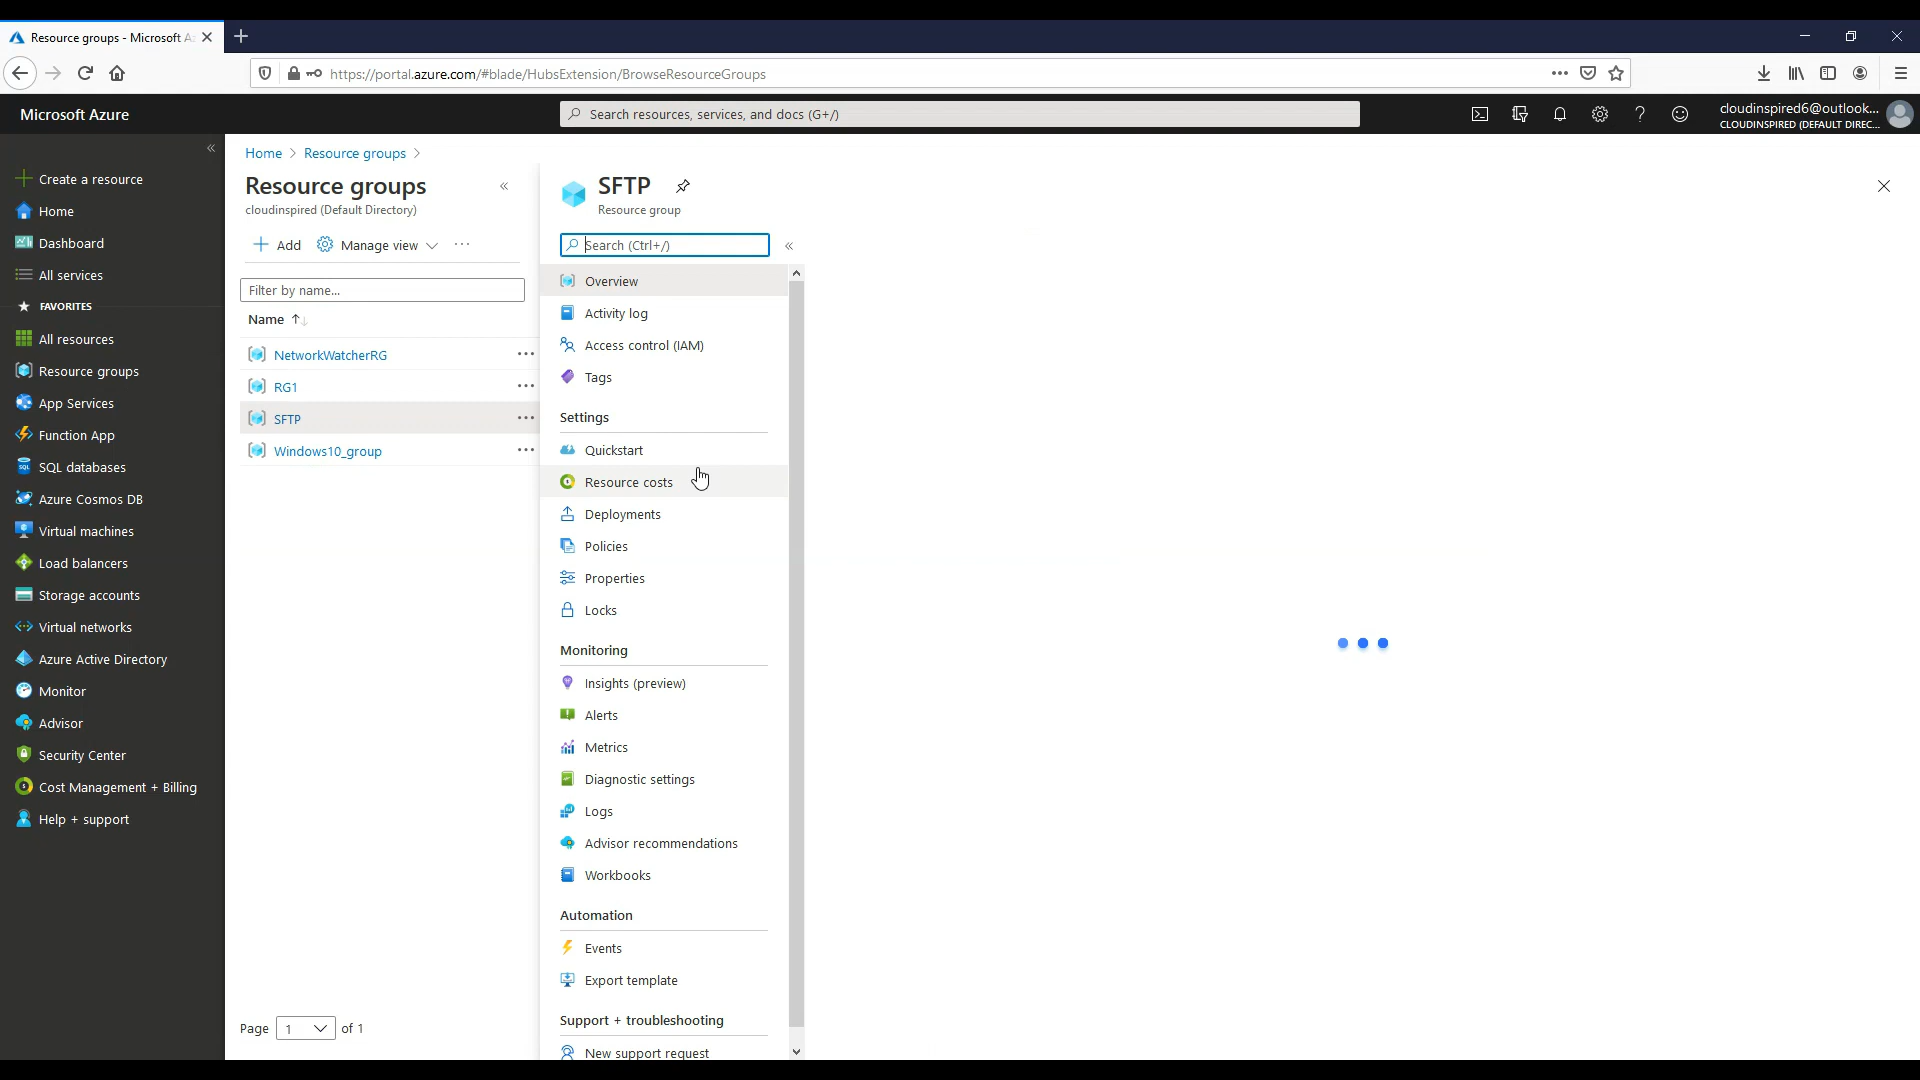 Resource groups - Microsoft A
https://portal.azure.com/#blade/HubsExtension/BrowseResourceGroups
Microsoft Azure
Search resources, services, and docs (G+/)
cloudinspired6@outlook...
CLOUDINSPIRED (DEFAULT DIREC...
Create a resource
Home
Dashboard
All services
FAVORITES
All resources
Resource groups
App Services
Function App
SQL databases
Azure Cosmos DB
Virtual machines
Load balancers
Storage accounts
Virtual networks
Azure Active Directory
Monitor
Advisor
Security Center
Cost Management + Billing
Help + support
Home > Resource groups >
Resource groups
cloudinspired (Default Directory)
Add
Manage view
Filter by name...
Name
NetworkWatcherRG
RG1
SFTP
Windows10_group
Page 1 of 1
SFTP
Resource group
Search (Ctrl+/)
Overview
Activity log
Access control (IAM)
Tags
Settings
Quickstart
Resource costs
Deployments
Policies
Properties
Locks
Monitoring
Insights (preview)
Alerts
Metrics
Diagnostic settings
Logs
Advisor recommendations
Workbooks
Automation
Events
Export template
Support + troubleshooting
New support request